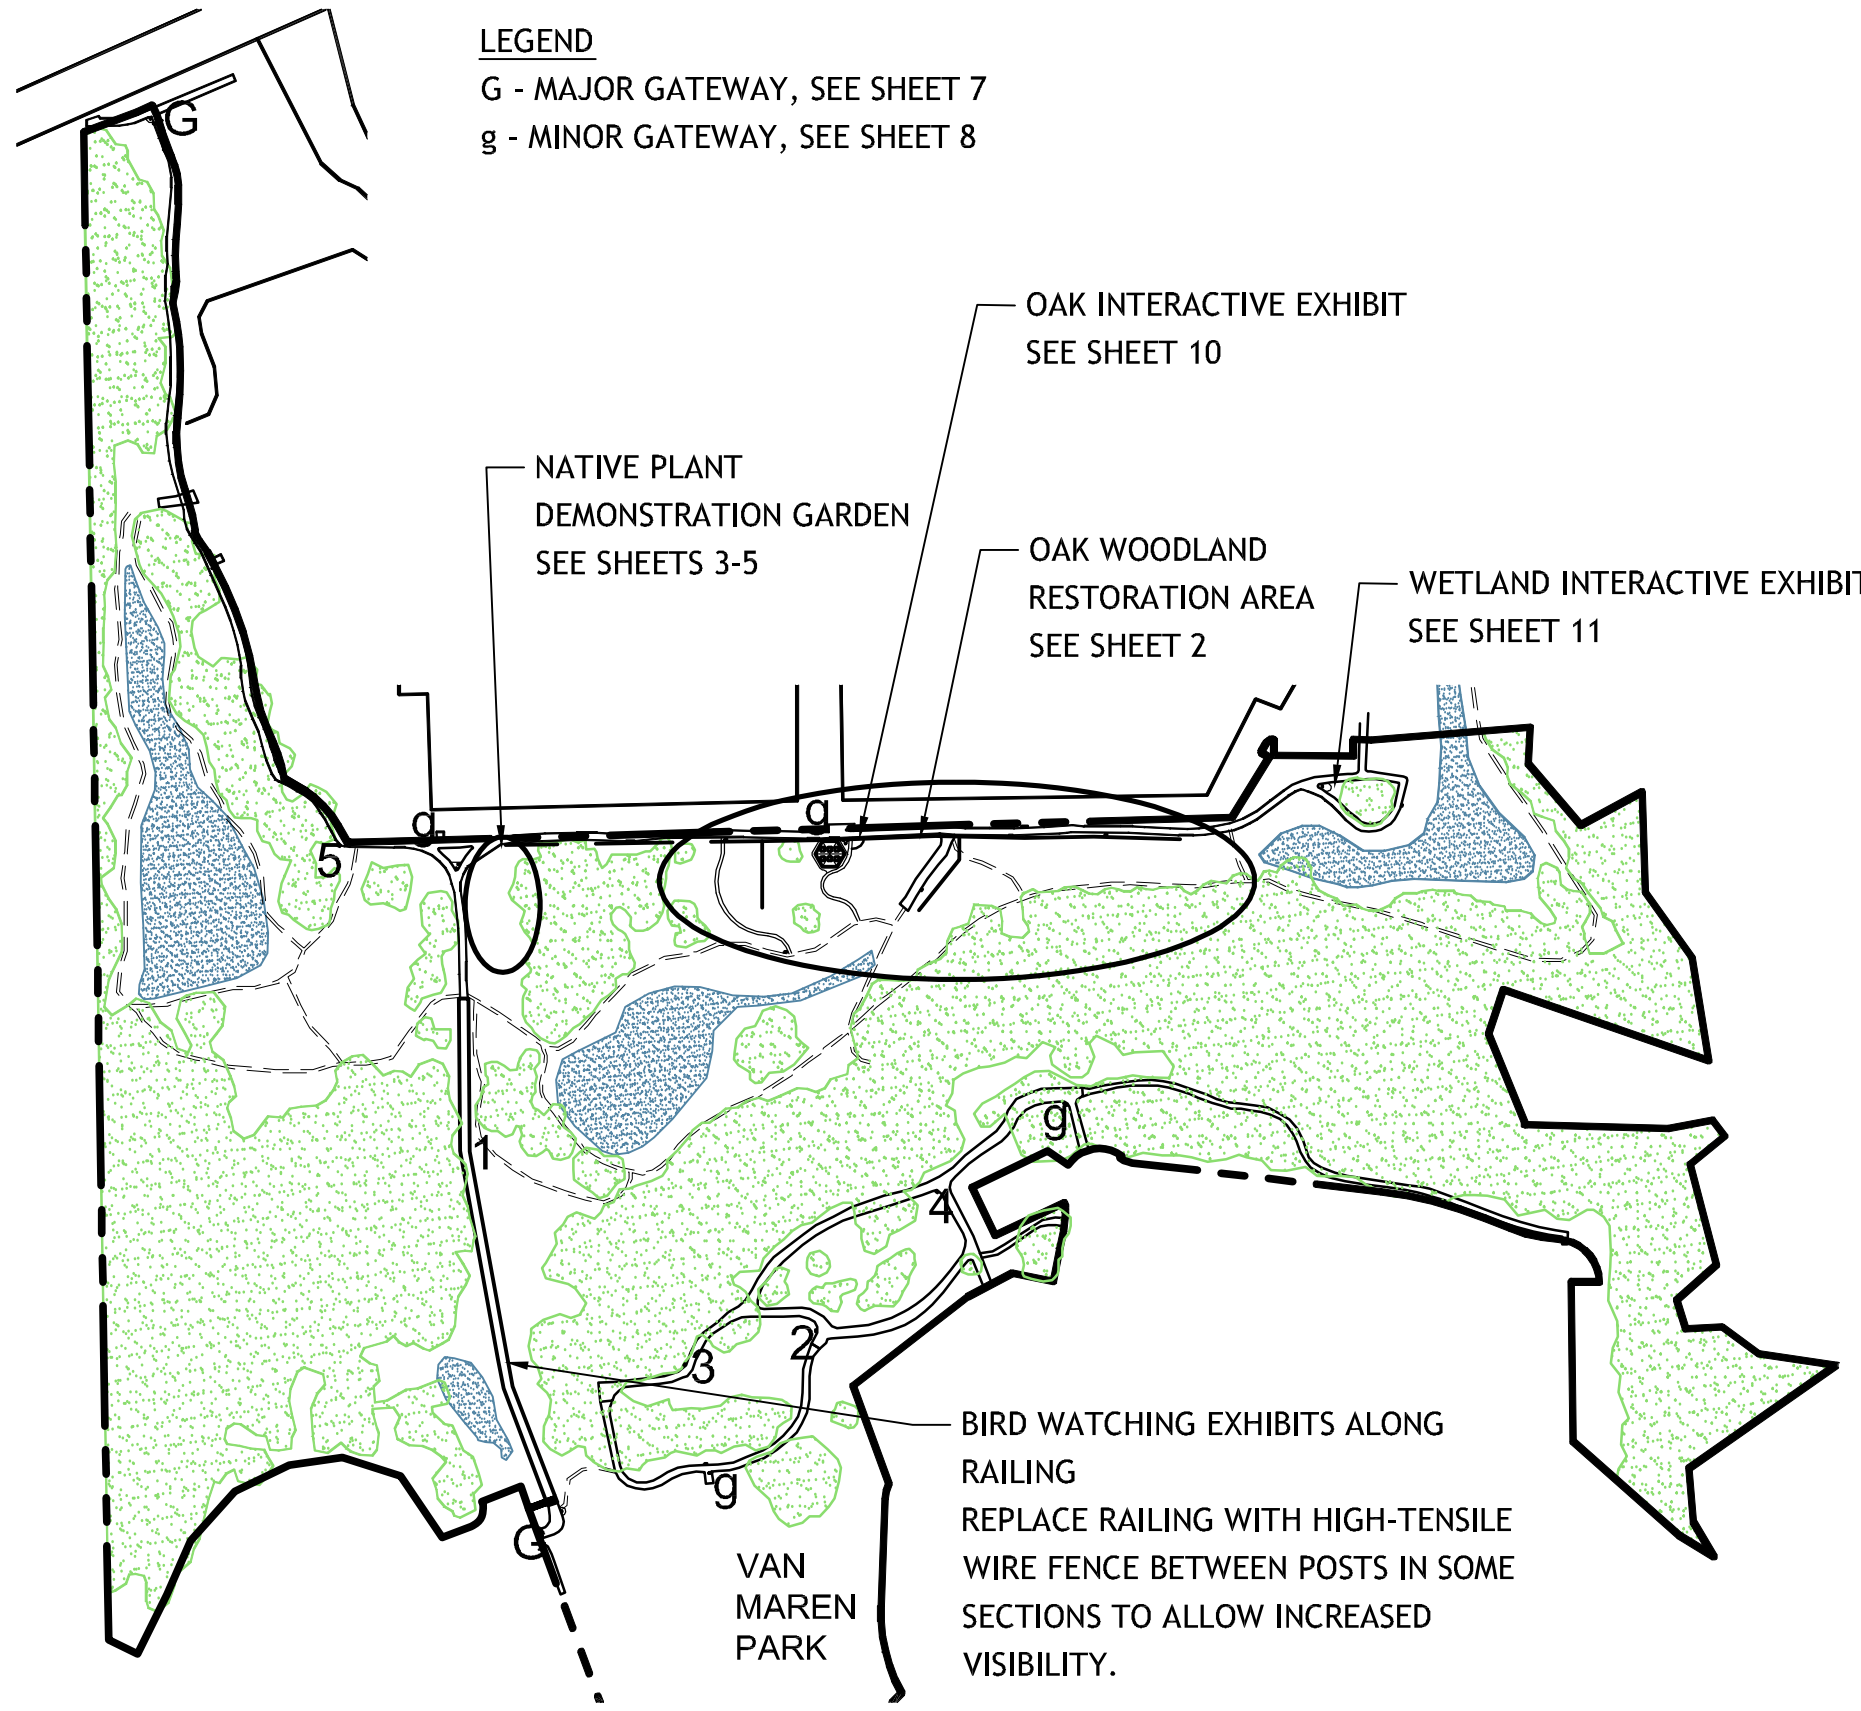 LEGEND
G - MAJOR GATEWAY, SEE SHEET 7
g - MINOR GATEWAY, SEE SHEET 8
G
OAK INTERACTIVE EXHIBIT
SEE SHEET 10
NATIVE PLANT
DEMONSTRATION GARDEN
SEE SHEETS 3-5
OAK WOODLAND
RESTORATION AREA
SEE SHEET 2
WETLAND INTERACTIVE EXHIBIT
SEE SHEET 11
g
g
5
1
g
4
2
3
g
G
BIRD WATCHING EXHIBITS ALONG
RAILING
REPLACE RAILING WITH HIGH-TENSILE
WIRE FENCE BETWEEN POSTS IN SOME
SECTIONS TO ALLOW INCREASED
VISIBILITY.
VAN
MAREN
PARK